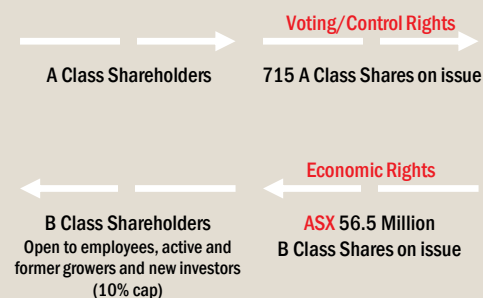 Voting/Control Rights
A Class Shareholders
715 A Class Shares on issue
Economic Rights
B Class Shareholders
Open to employees, active and
former growers and new investors
(10% cap)
ASX 56.5 Million
B Class Shares on issue